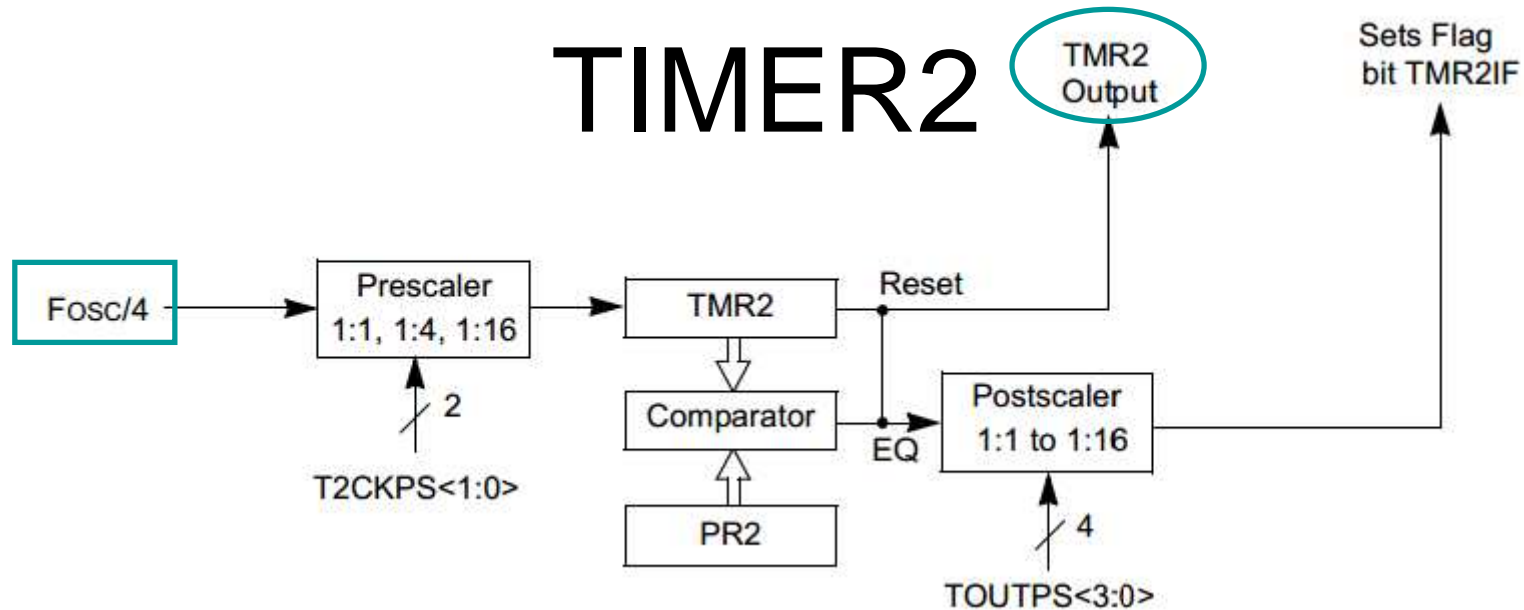 TIMER2
TMR2
Output
Sets Flag
bit TMR2IF
Fosc/4
Prescaler
1:1, 1:4, 1:16
2
T2CKPS<1:0>
TMR2
Reset
Comparator
EQ
PR2
Postscaler
1:1 to 1:16
4
TOUTPS<3:0>